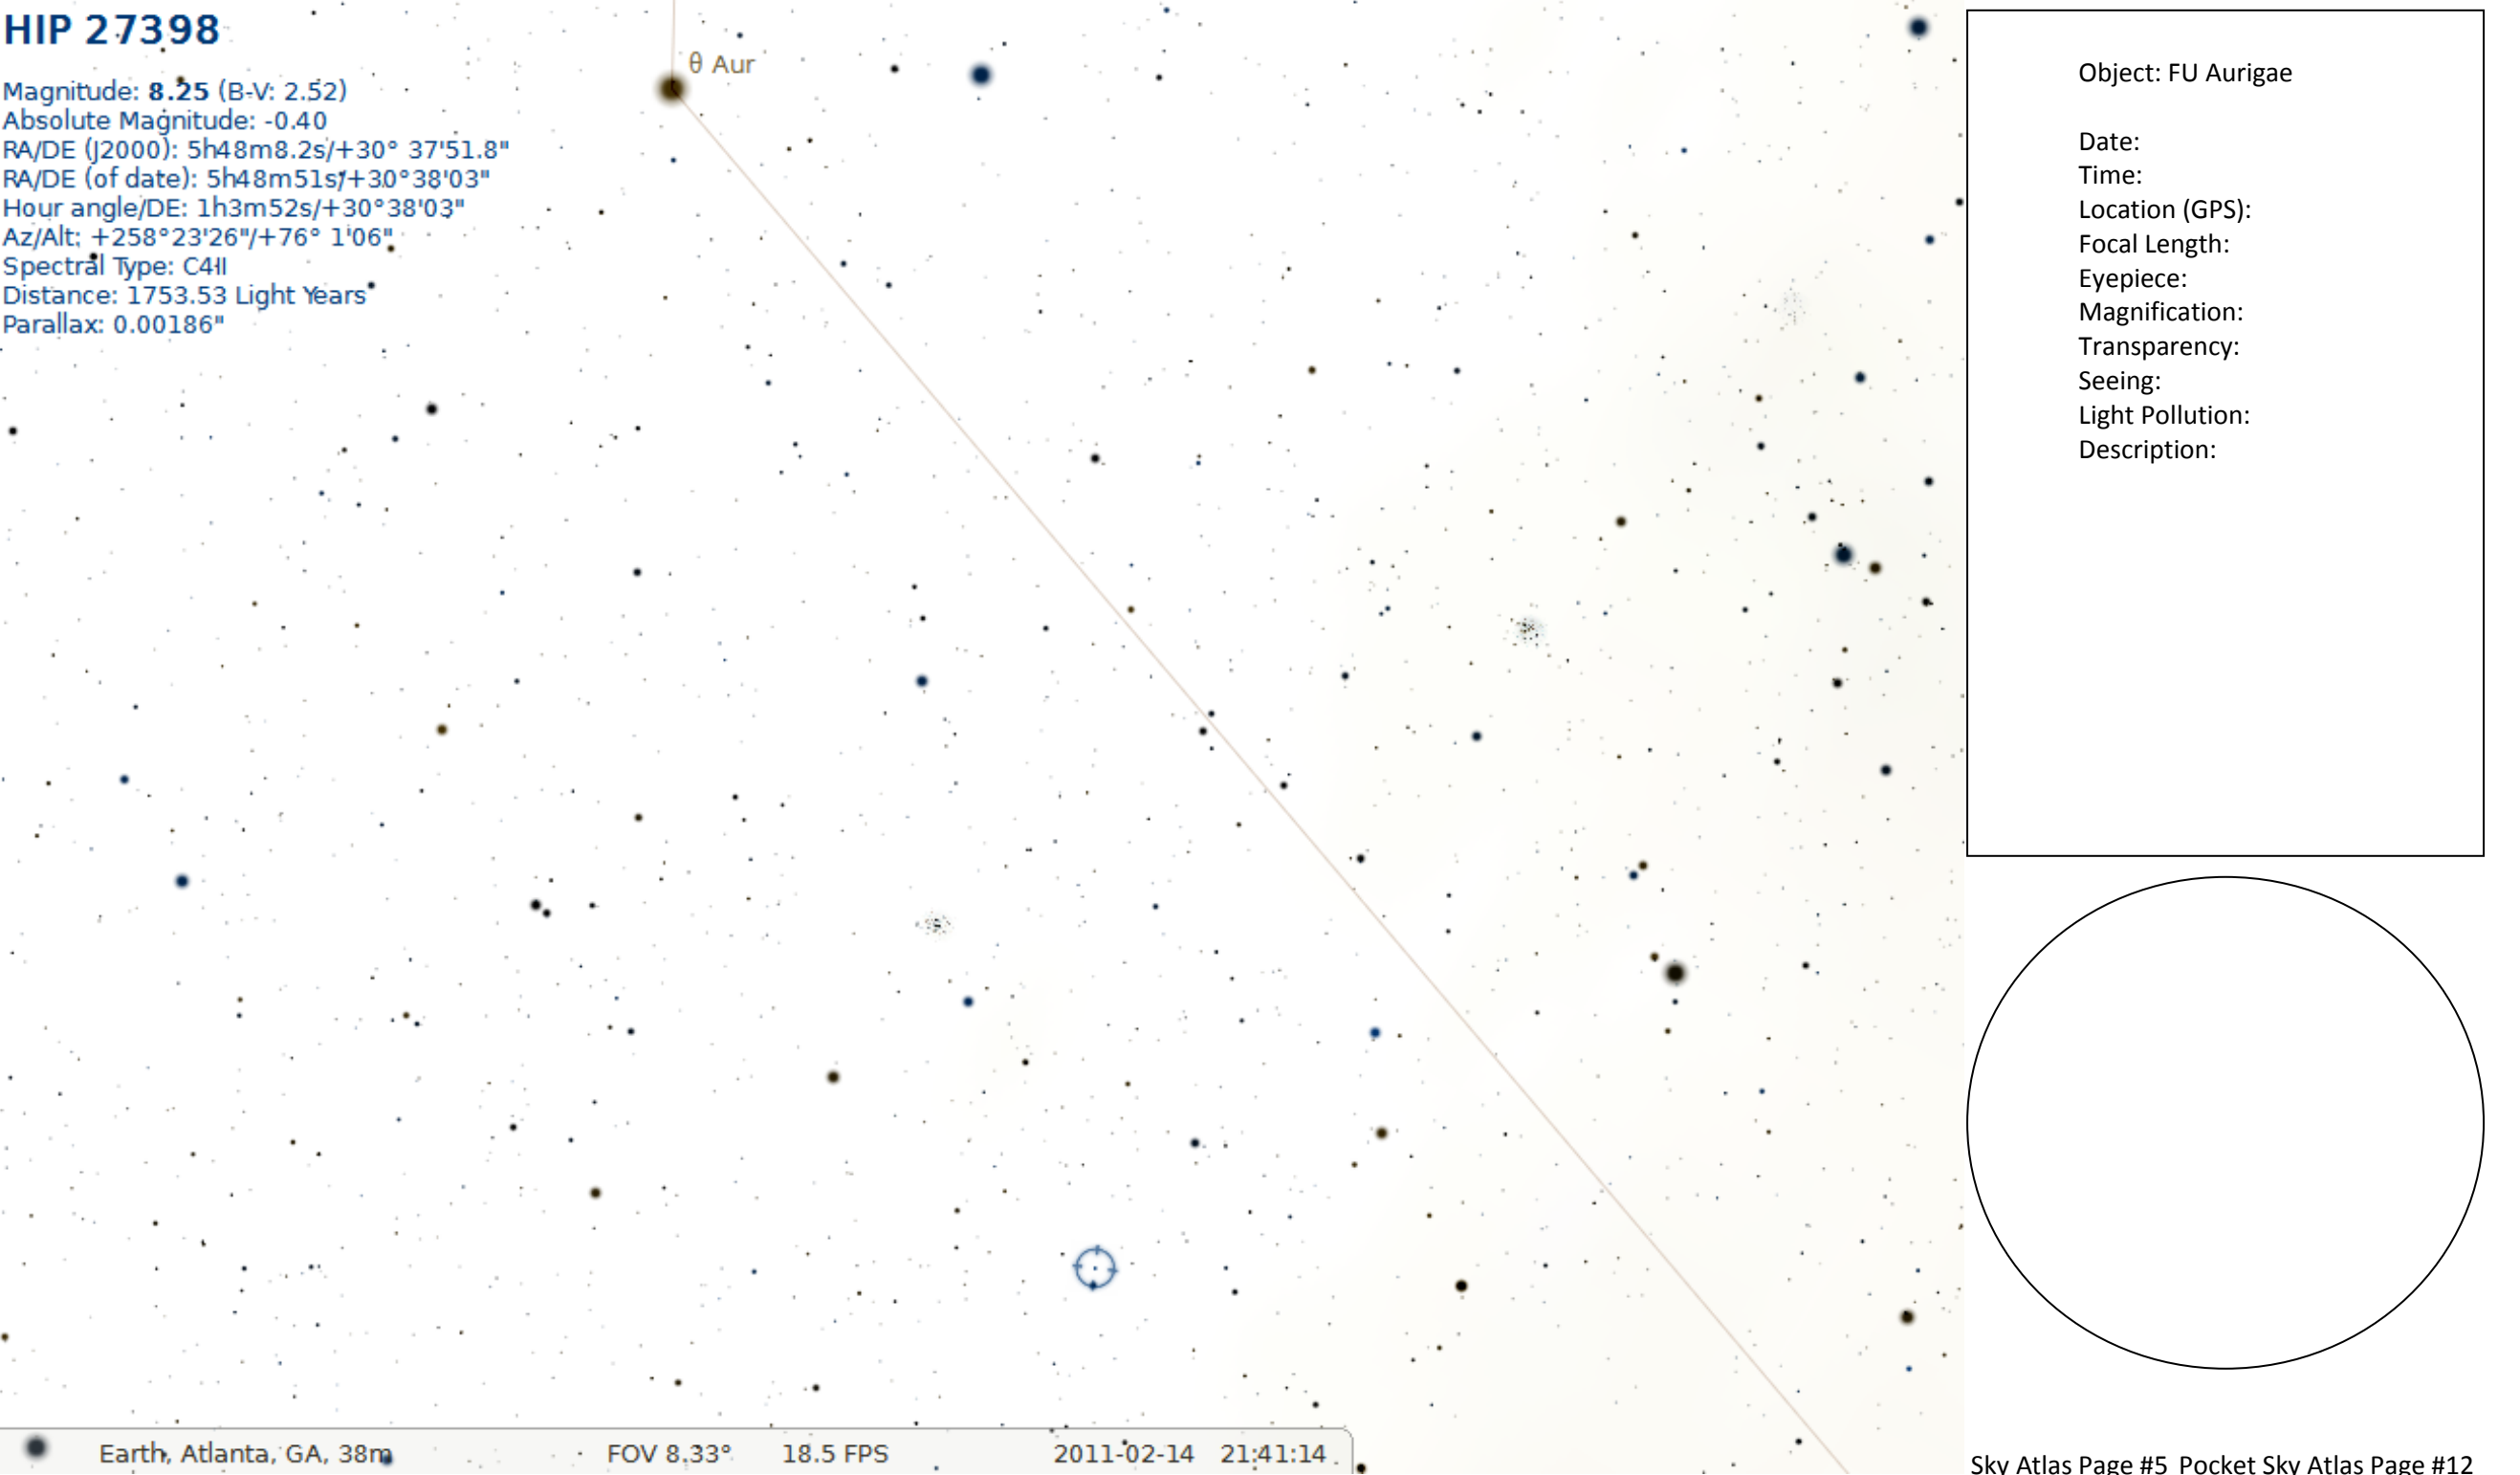 HIP 27398
Magnitude: 8.25 (B-V: 2.52)
Absolute Magnitude: -0.40
RA/DE (J2000): 5h48m8.2s/+30° 37'51.8"
RA/DE (of date): 5h48m51s/+30°38'03"
Hour angle/DE: 1h3m52s/+30°38'03"
Az/Alt: +258°23'26"/+76° 1'06"
Spectral Type: C4II
Distance: 1753.53 Light Years
Parallax: 0.00186"
θ Aur
Object: FU Aurigae
Date:
Time:
Location (GPS):
Focal Length:
Eyepiece:
Magnification:
Transparency:
Seeing:
Light Pollution:
Description:
Earth, Atlanta, GA, 38m FOV 8.33° 18.5 FPS 2011-02-14 21:41:14
Sky Atlas Page #5 Pocket Sky Atlas Page #12